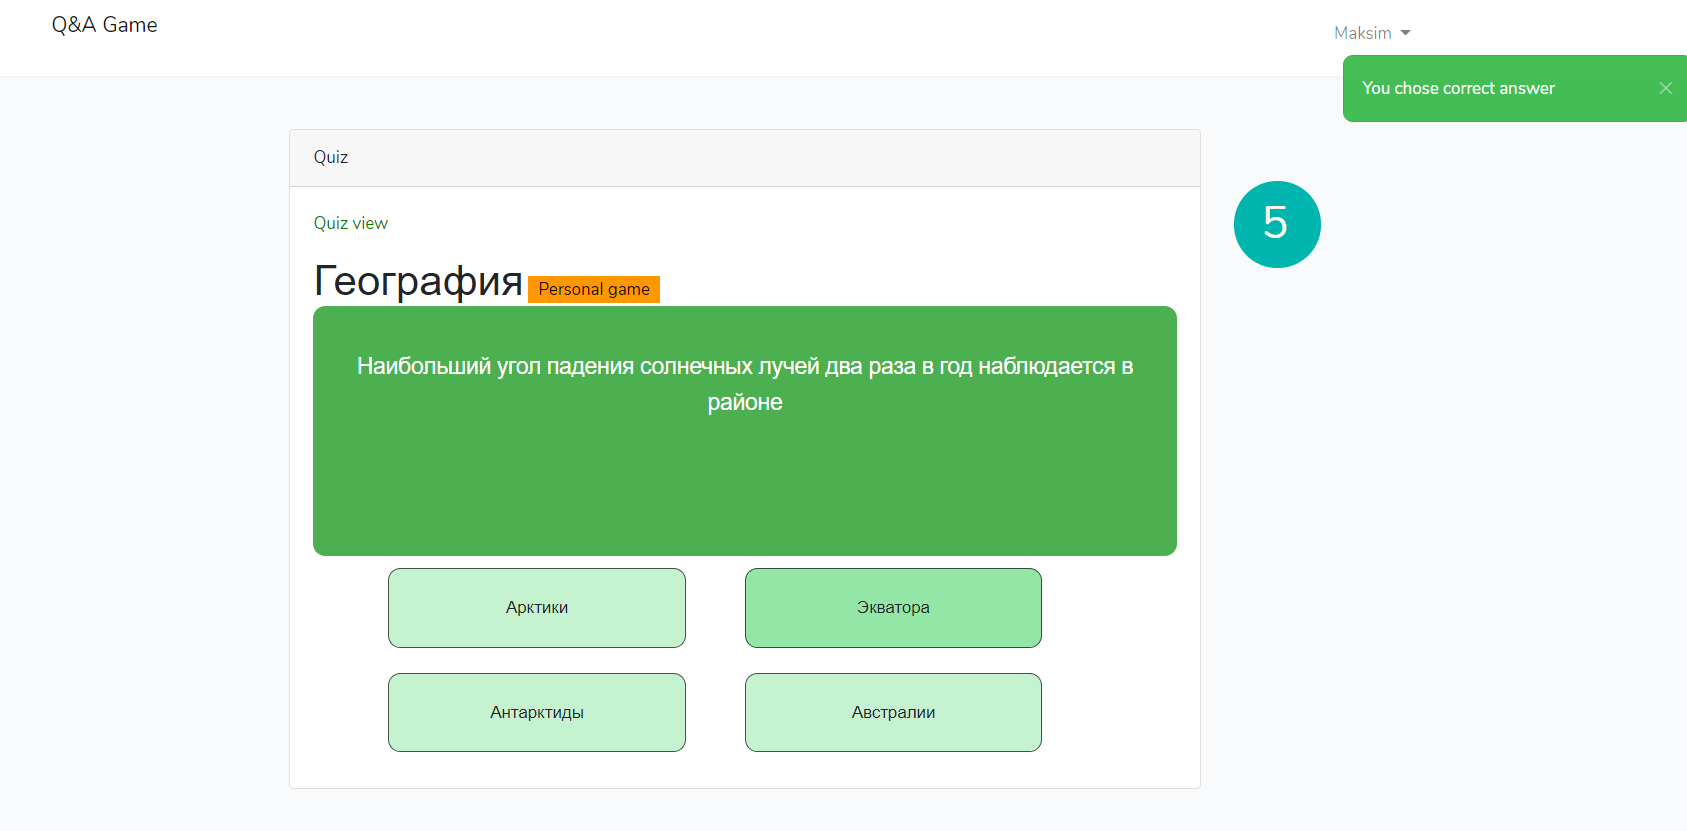 Q&A Game
Maksim
You chose correct answer
Quiz
Quiz view
5
География Personal game
Наибольший угол падения солнечных лучей два раза в год наблюдается в
районе
Арктики
Экватора
Антарктиды
Австралии